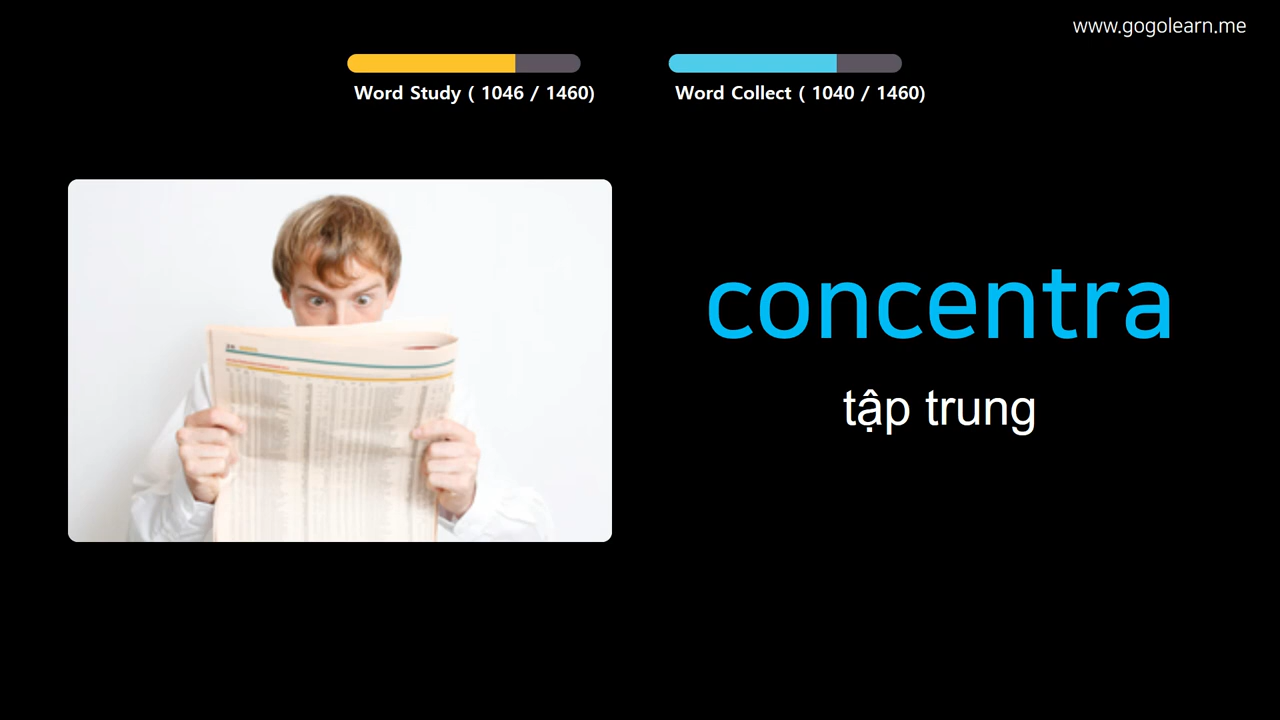 www.gogolearn.me
Word Study ( 1046 / 1460)
Word Collect ( 1040 / 1460)
concentra
tập trung